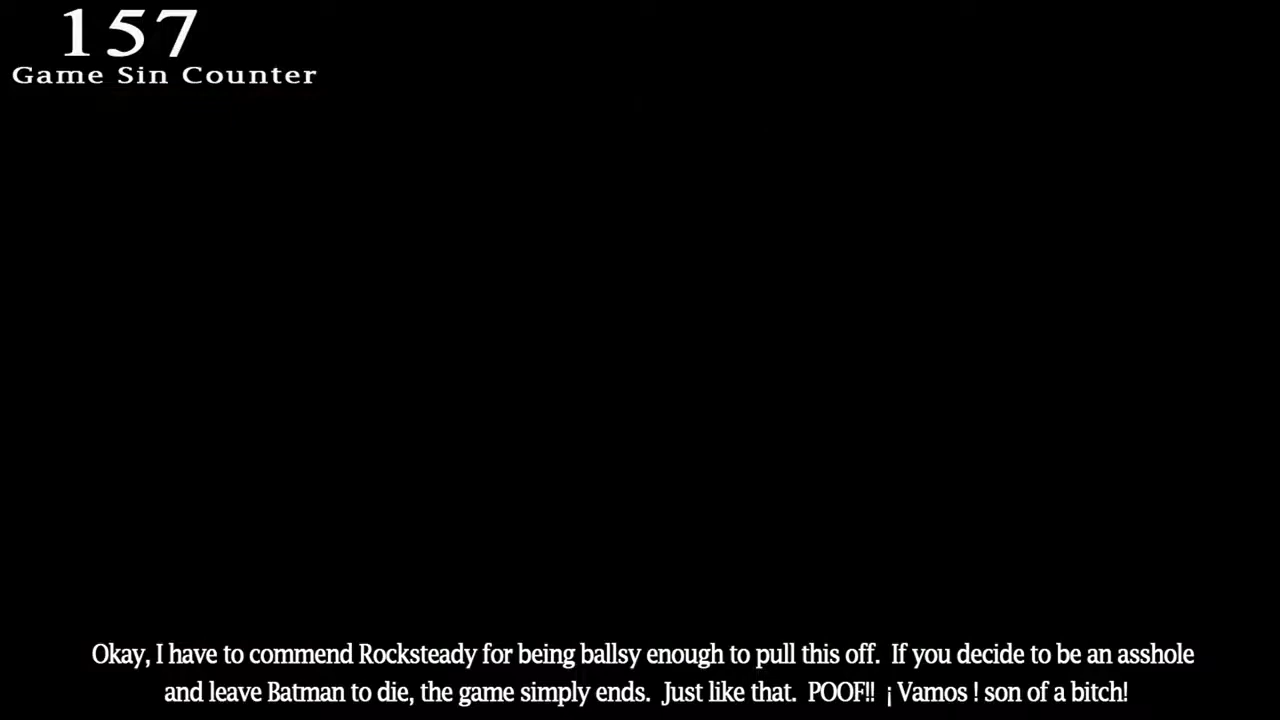 157
Game Sin Counter
Okay, I have to commend Rocksteady for being ballsy enough to pull this off.  If you decide to be an asshole
and leave Batman to die, the game simply ends.  Just like that.  POOF!!  ¡ Vamos ! son of a bitch!